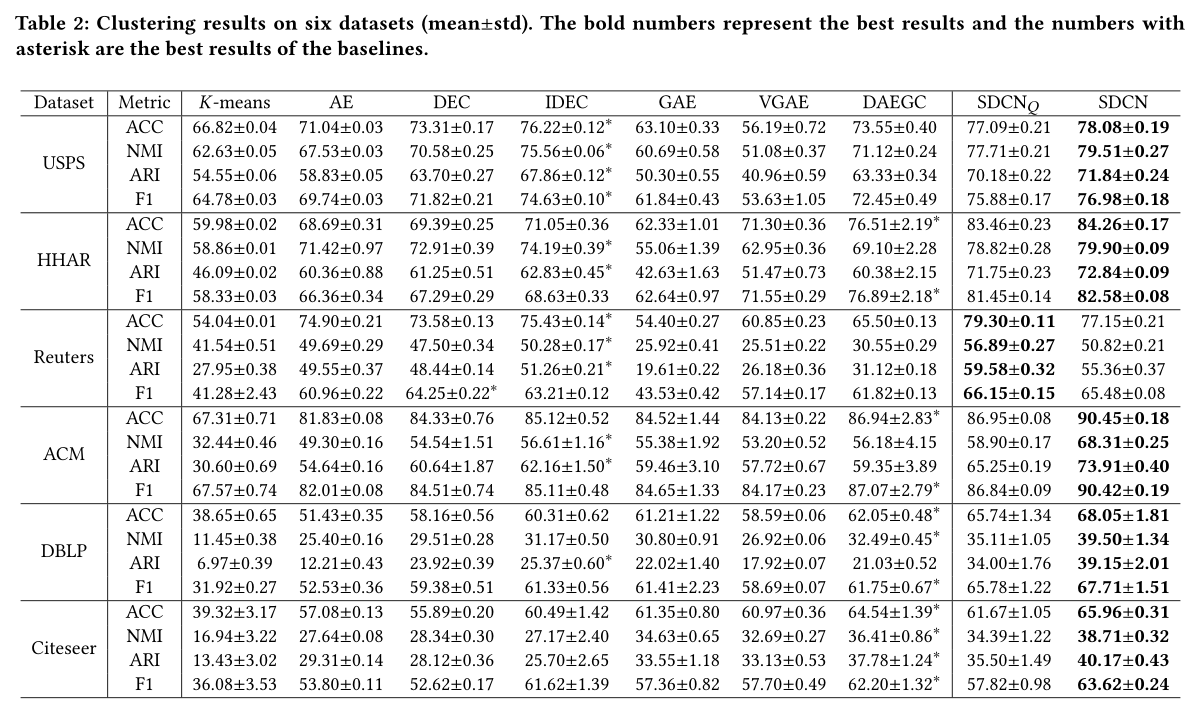 Table 2: Clustering results on six datasets (mean±std). The bold numbers represent the best results and the numbers with
asterisk are the best results of the baselines.
Dataset Metric K-means AE DEC IDEC GAE VGAE DAEGC SDCN_Q SDCN
USPS
ACC 66.82±0.04 71.04±0.03 73.31±0.17 76.22±0.12* 63.10±0.33 56.19±0.72 73.55±0.40 77.09±0.21 78.08±0.19
NMI 62.63±0.05 67.53±0.03 70.58±0.25 75.56±0.06* 60.69±0.58 51.08±0.37 71.12±0.24 77.71±0.21 79.51±0.27
ARI 54.55±0.06 58.83±0.05 63.70±0.27 67.86±0.12* 50.30±0.55 40.96±0.59 63.33±0.34 70.18±0.22 71.84±0.24
F1 64.78±0.03 69.74±0.03 71.82±0.21 74.63±0.10* 61.84±0.43 53.63±1.05 72.45±0.49 75.88±0.17 76.98±0.18
HHAR
ACC 59.98±0.02 68.69±0.31 69.39±0.25 71.05±0.36 62.33±1.01 71.30±0.36 76.51±2.19* 83.46±0.23 84.26±0.17
NMI 58.86±0.01 71.42±0.97 72.91±0.39 74.19±0.39* 55.06±1.39 62.95±0.36 69.10±2.28 78.82±0.28 79.90±0.09
ARI 46.09±0.02 60.36±0.88 61.25±0.51 62.83±0.45* 42.63±1.63 51.47±0.73 60.38±2.15 71.75±0.23 72.84±0.09
F1 58.33±0.03 66.36±0.34 67.29±0.29 68.63±0.33 62.64±0.97 71.55±0.29 76.89±2.18* 81.45±0.14 82.58±0.08
Reuters
ACC 54.04±0.01 74.90±0.21 73.58±0.13 75.43±0.14* 54.40±0.27 60.85±0.23 65.50±0.13 79.30±0.11 77.15±0.21
NMI 41.54±0.51 49.69±0.29 47.50±0.34 50.28±0.17* 25.92±0.41 25.51±0.22 30.55±0.29 56.89±0.27 50.82±0.21
ARI 27.95±0.38 49.55±0.37 48.44±0.14 51.26±0.21* 19.61±0.22 26.18±0.36 31.12±0.18 59.58±0.32 55.36±0.37
F1 41.28±2.43 60.96±0.22 64.25±0.22* 63.21±0.12 43.53±0.42 57.14±0.17 61.82±0.13 66.15±0.15 65.48±0.08
ACM
ACC 67.31±0.71 81.83±0.08 84.33±0.76 85.12±0.52 84.52±1.44 84.13±0.22 86.94±2.83* 86.95±0.08 90.45±0.18
NMI 32.44±0.46 49.30±0.16 54.54±1.51 56.61±1.16* 55.38±1.92 53.20±0.52 56.18±4.15 58.90±0.17 68.31±0.25
ARI 30.60±0.69 54.64±0.16 60.64±1.87 62.16±1.50* 59.46±3.10 57.72±0.67 59.35±3.89 65.25±0.19 73.91±0.40
F1 67.57±0.74 82.01±0.08 84.51±0.74 85.11±0.48 84.65±1.33 84.17±0.23 87.07±2.79* 86.84±0.09 90.42±0.19
DBLP
ACC 38.65±0.65 51.43±0.35 58.16±0.56 60.31±0.62 61.21±1.22 58.59±0.06 62.05±0.48* 65.74±1.34 68.05±1.81
NMI 11.45±0.38 25.40±0.16 29.51±0.28 31.17±0.50 30.80±0.91 26.92±0.06 32.49±0.45* 35.11±1.05 39.50±1.34
ARI 6.97±0.39 12.21±0.43 23.92±0.39 25.37±0.60* 22.02±1.40 17.92±0.07 21.03±0.52 34.00±1.76 39.15±2.01
F1 31.92±0.27 52.53±0.36 59.38±0.51 61.33±0.56 61.41±2.23 58.69±0.07 61.75±0.67* 65.78±1.22 67.71±1.51
Citeseer
ACC 39.32±3.17 57.08±0.13 55.89±0.20 60.49±1.42 61.35±0.80 60.97±0.36 64.54±1.39* 61.67±1.05 65.96±0.31
NMI 16.94±3.22 27.64±0.08 28.34±0.30 27.17±2.40 34.63±0.65 32.69±0.27 36.41±0.86* 34.39±1.22 38.71±0.32
ARI 13.43±3.02 29.31±0.14 28.12±0.36 25.70±2.65 33.55±1.18 33.13±0.53 37.78±1.24* 35.50±1.49 40.17±0.43
F1 36.08±3.53 53.80±0.11 52.62±0.17 61.62±1.39 57.36±0.82 57.70±0.49 62.20±1.32* 57.82±0.98 63.62±0.24